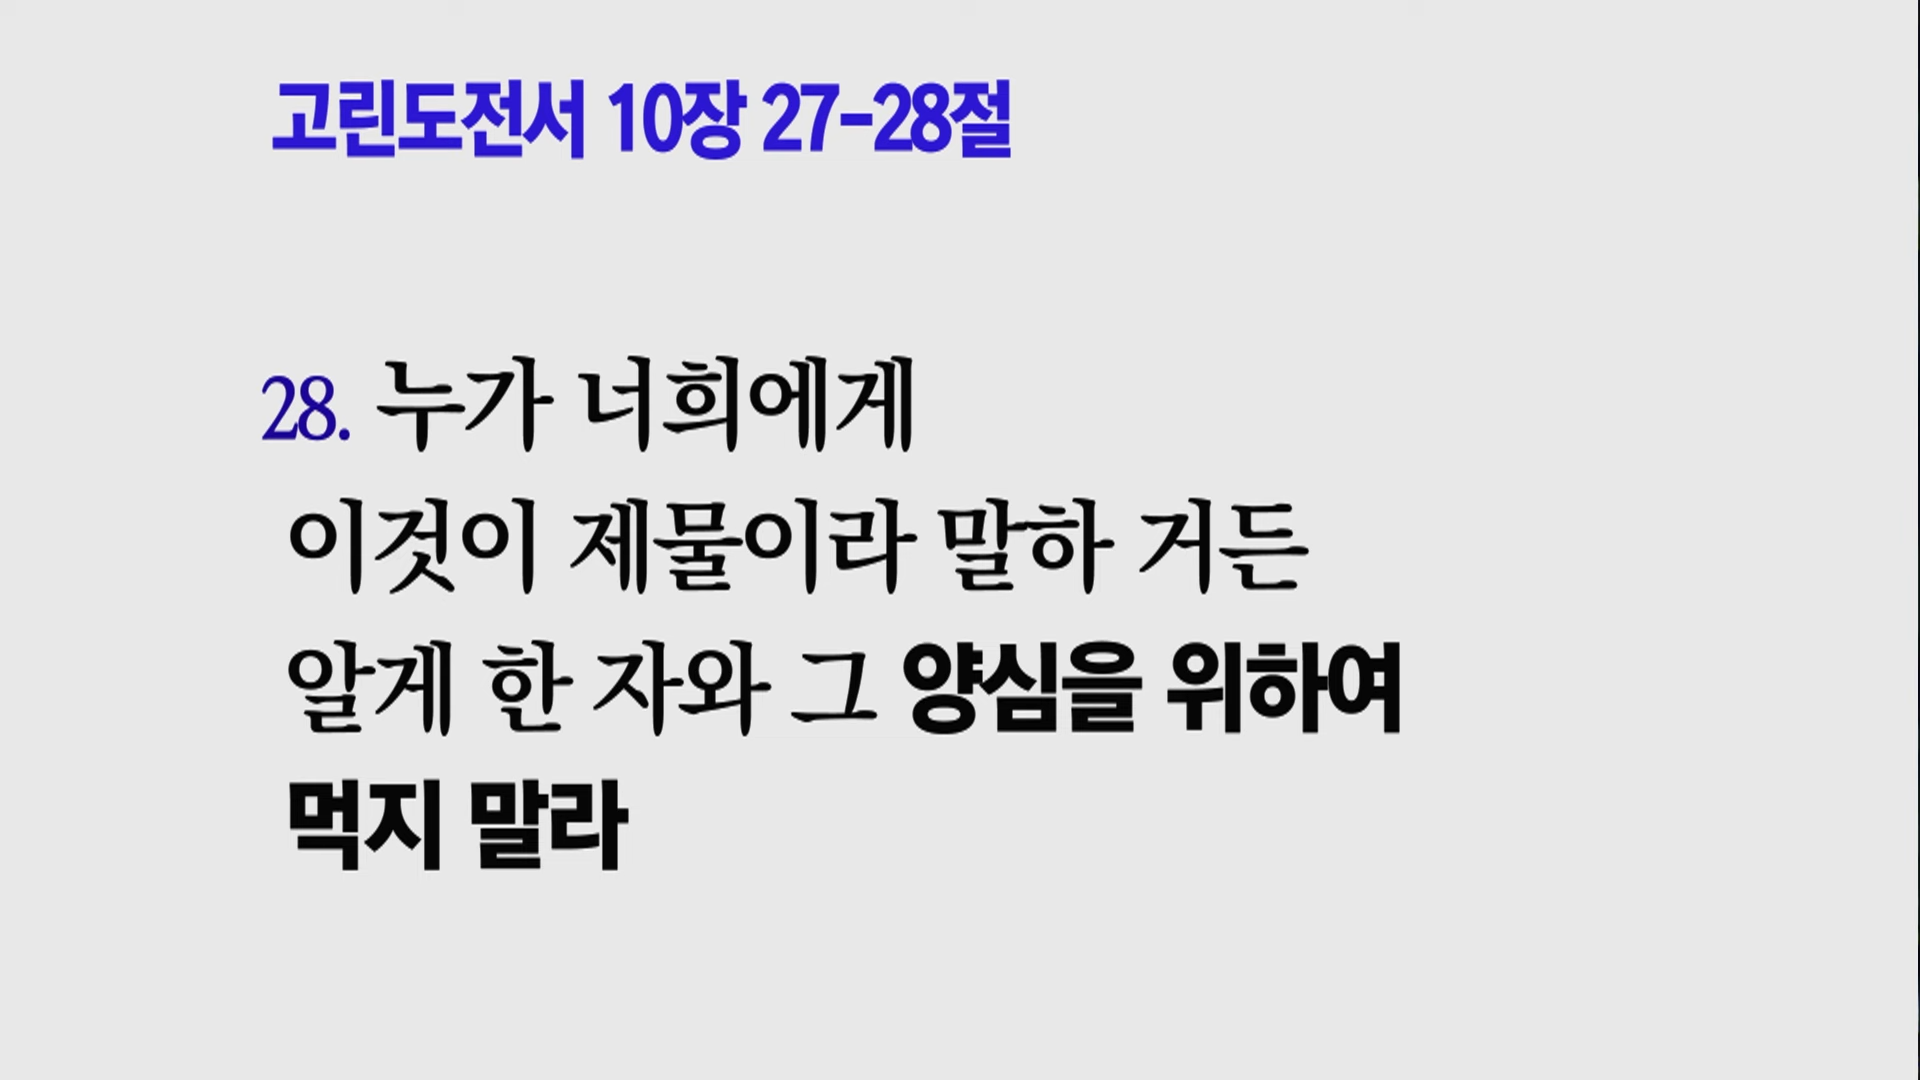 고린도전서 10장 27-28절
28. 누가 너희에게
이것이 제물이라 말하 거든
알게 한 자와 그 양심을 위하여
먹지 말라